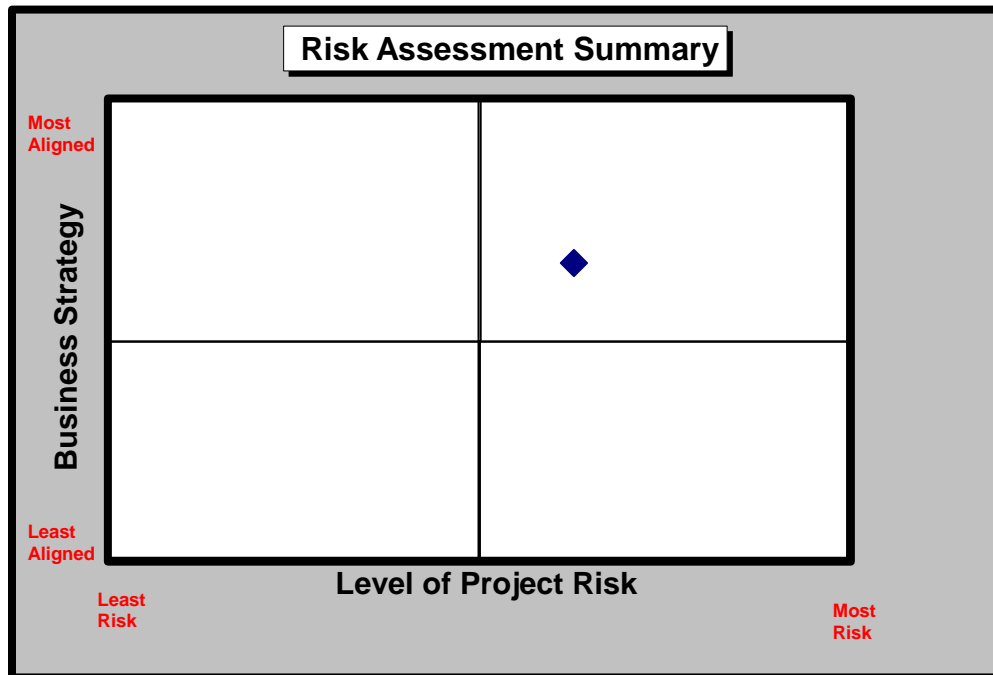 Risk Assessment Summary
Most
Aligned
Business Strategy
Least
Aligned
Level of Project Risk
Least
Risk
Most
Risk